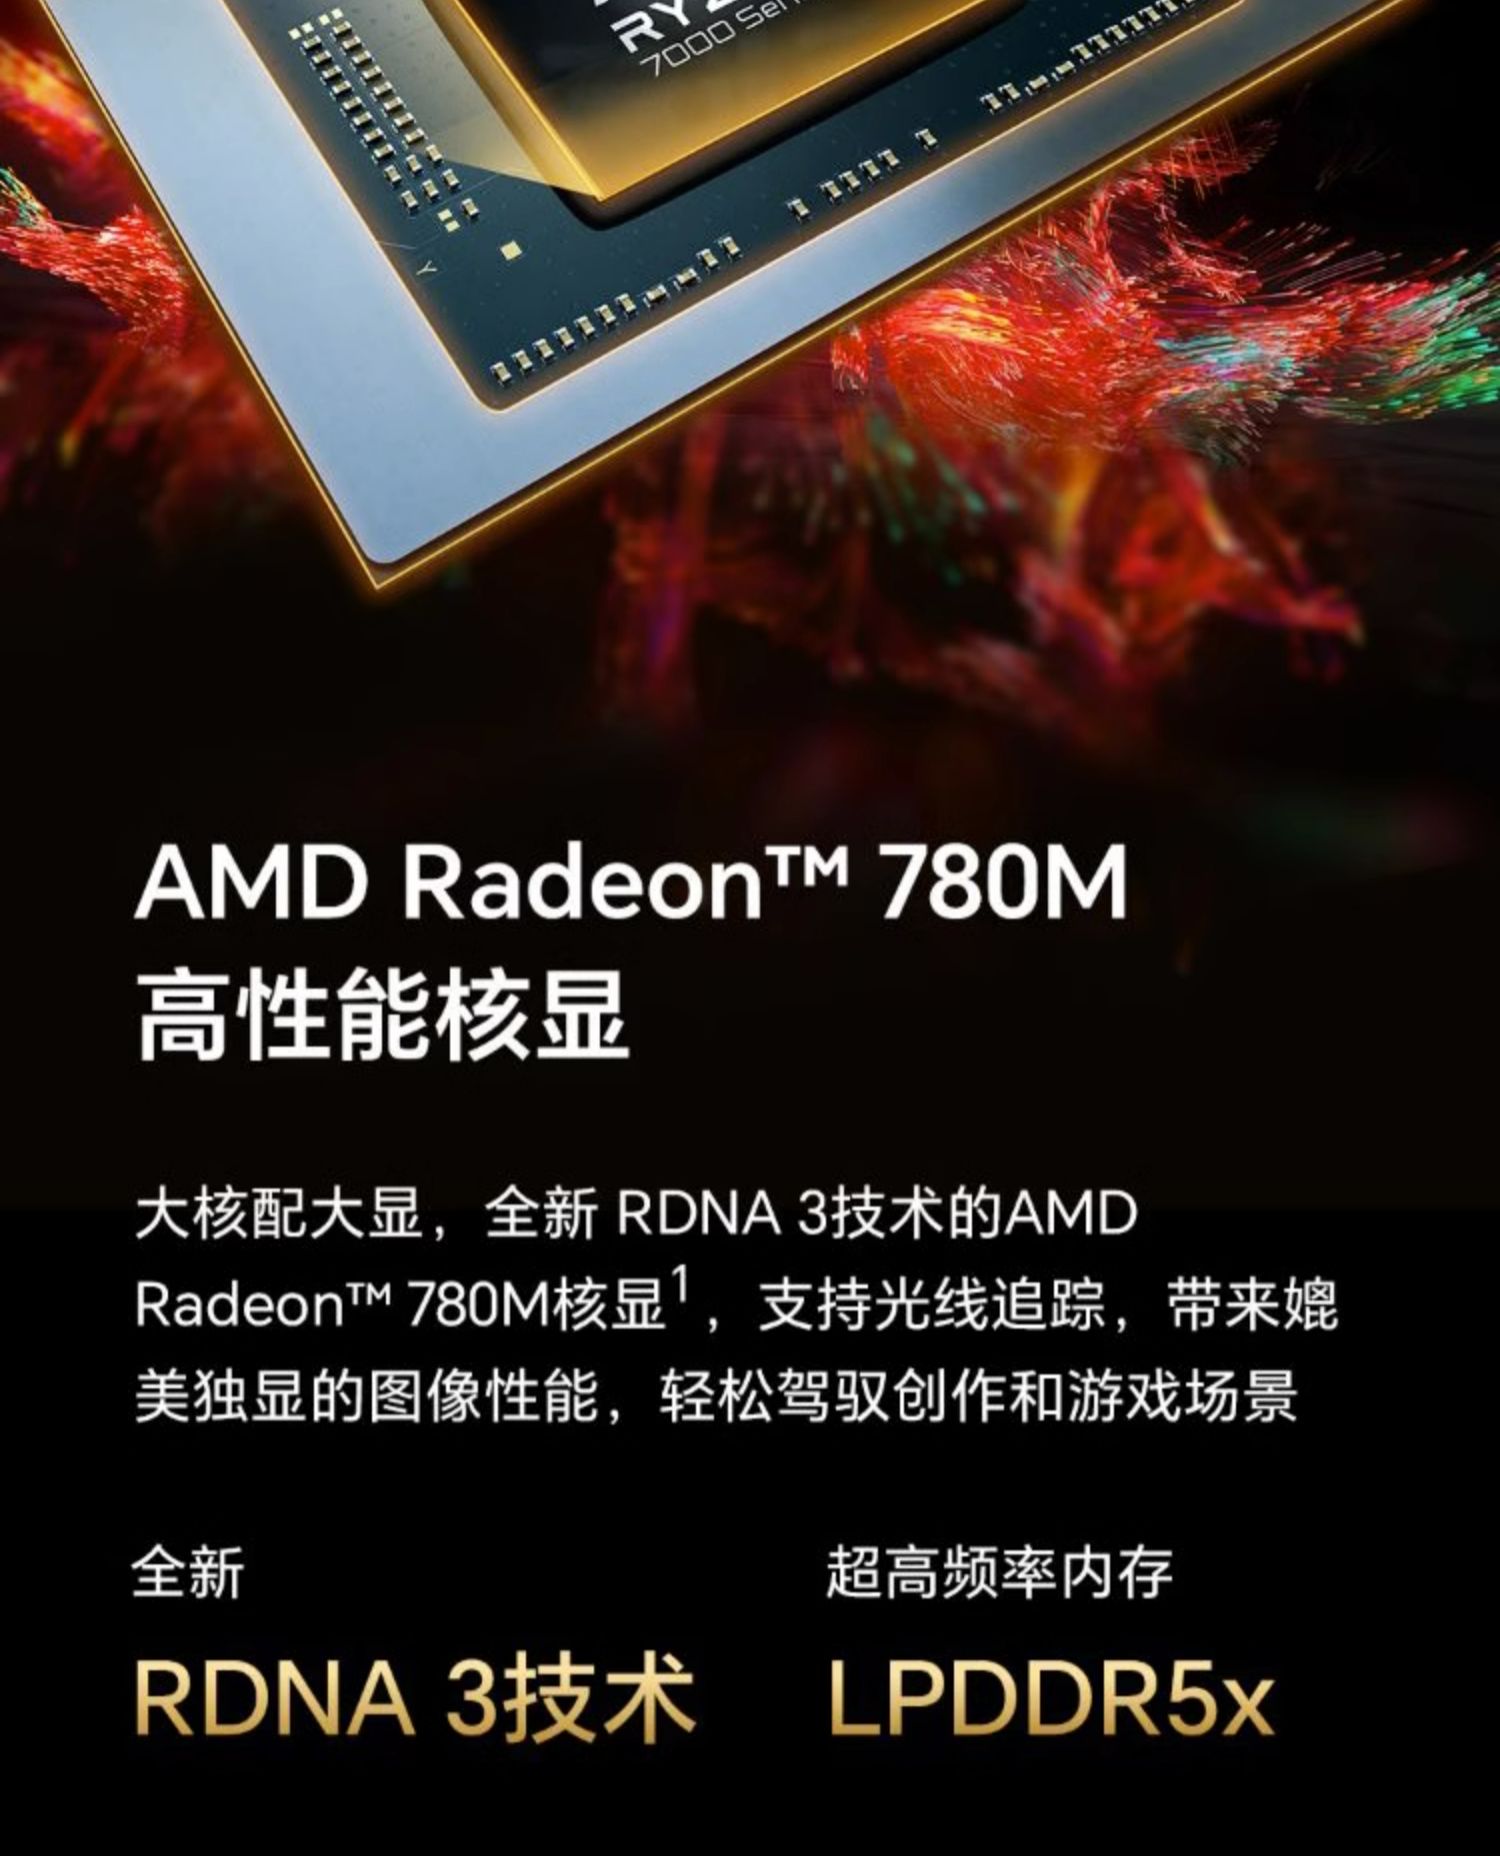 7000
AMD Radeon™ 780M
高性能核显
大核配大显，全新 RDNA 3技术的AMD
Radeon™ 780M核显1，支持光线追踪，带来媲
美独显的图像性能，轻松驾驭创作和游戏场景
全新
超高频率内存
RDNA 3技术
LPDDR5x